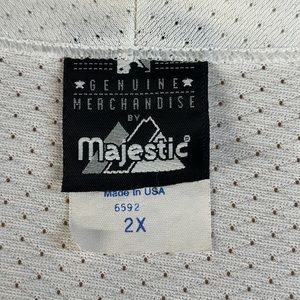 ★ GENUINE ★
MERCHANDISE
BY
Majestic
Made in USA
6592
2X